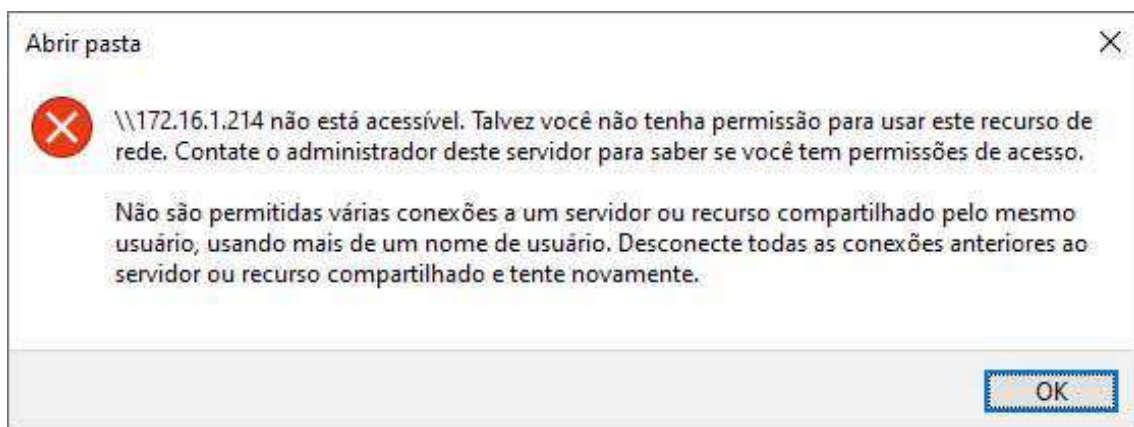 Abrir pasta
\\172.16.1.214 não está acessível. Talvez você não tenha permissão para usar este recurso de
rede. Contate o administrador deste servidor para saber se você tem permissões de acesso.
Não são permitidas várias conexões a um servidor ou recurso compartilhado pelo mesmo
usuário, usando mais de um nome de usuário. Desconecte todas as conexões anteriores ao
servidor ou recurso compartilhado e tente novamente.
OK